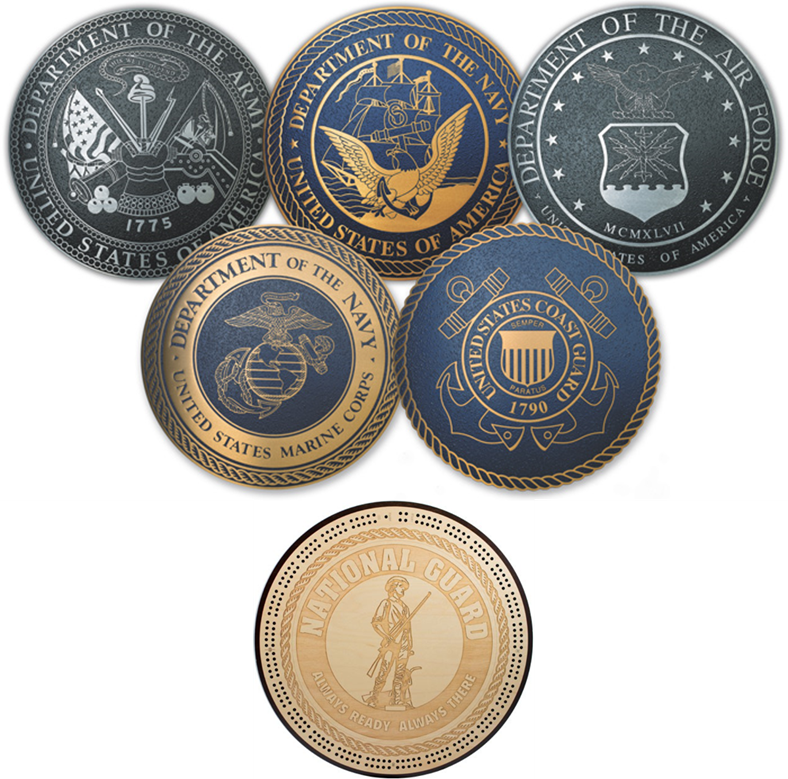 DEPARTMENT OF THE ARMY
UNITED STATES OF AMERICA
1775
DEPARTMENT OF THE NAVY
UNITED STATES OF AMERICA
6
DEPARTMENT OF THE AIR FORCE
MCMXLVII
UNITED STATES OF AMERICA
DEPARTMENT OF THE NAVY
UNITED STATES MARINE CORPS
UNITED STATES COAST GUARD
SEMPER
PARATUS
1790
NATIONAL GUARD
ALWAYS READY ALWAYS THERE